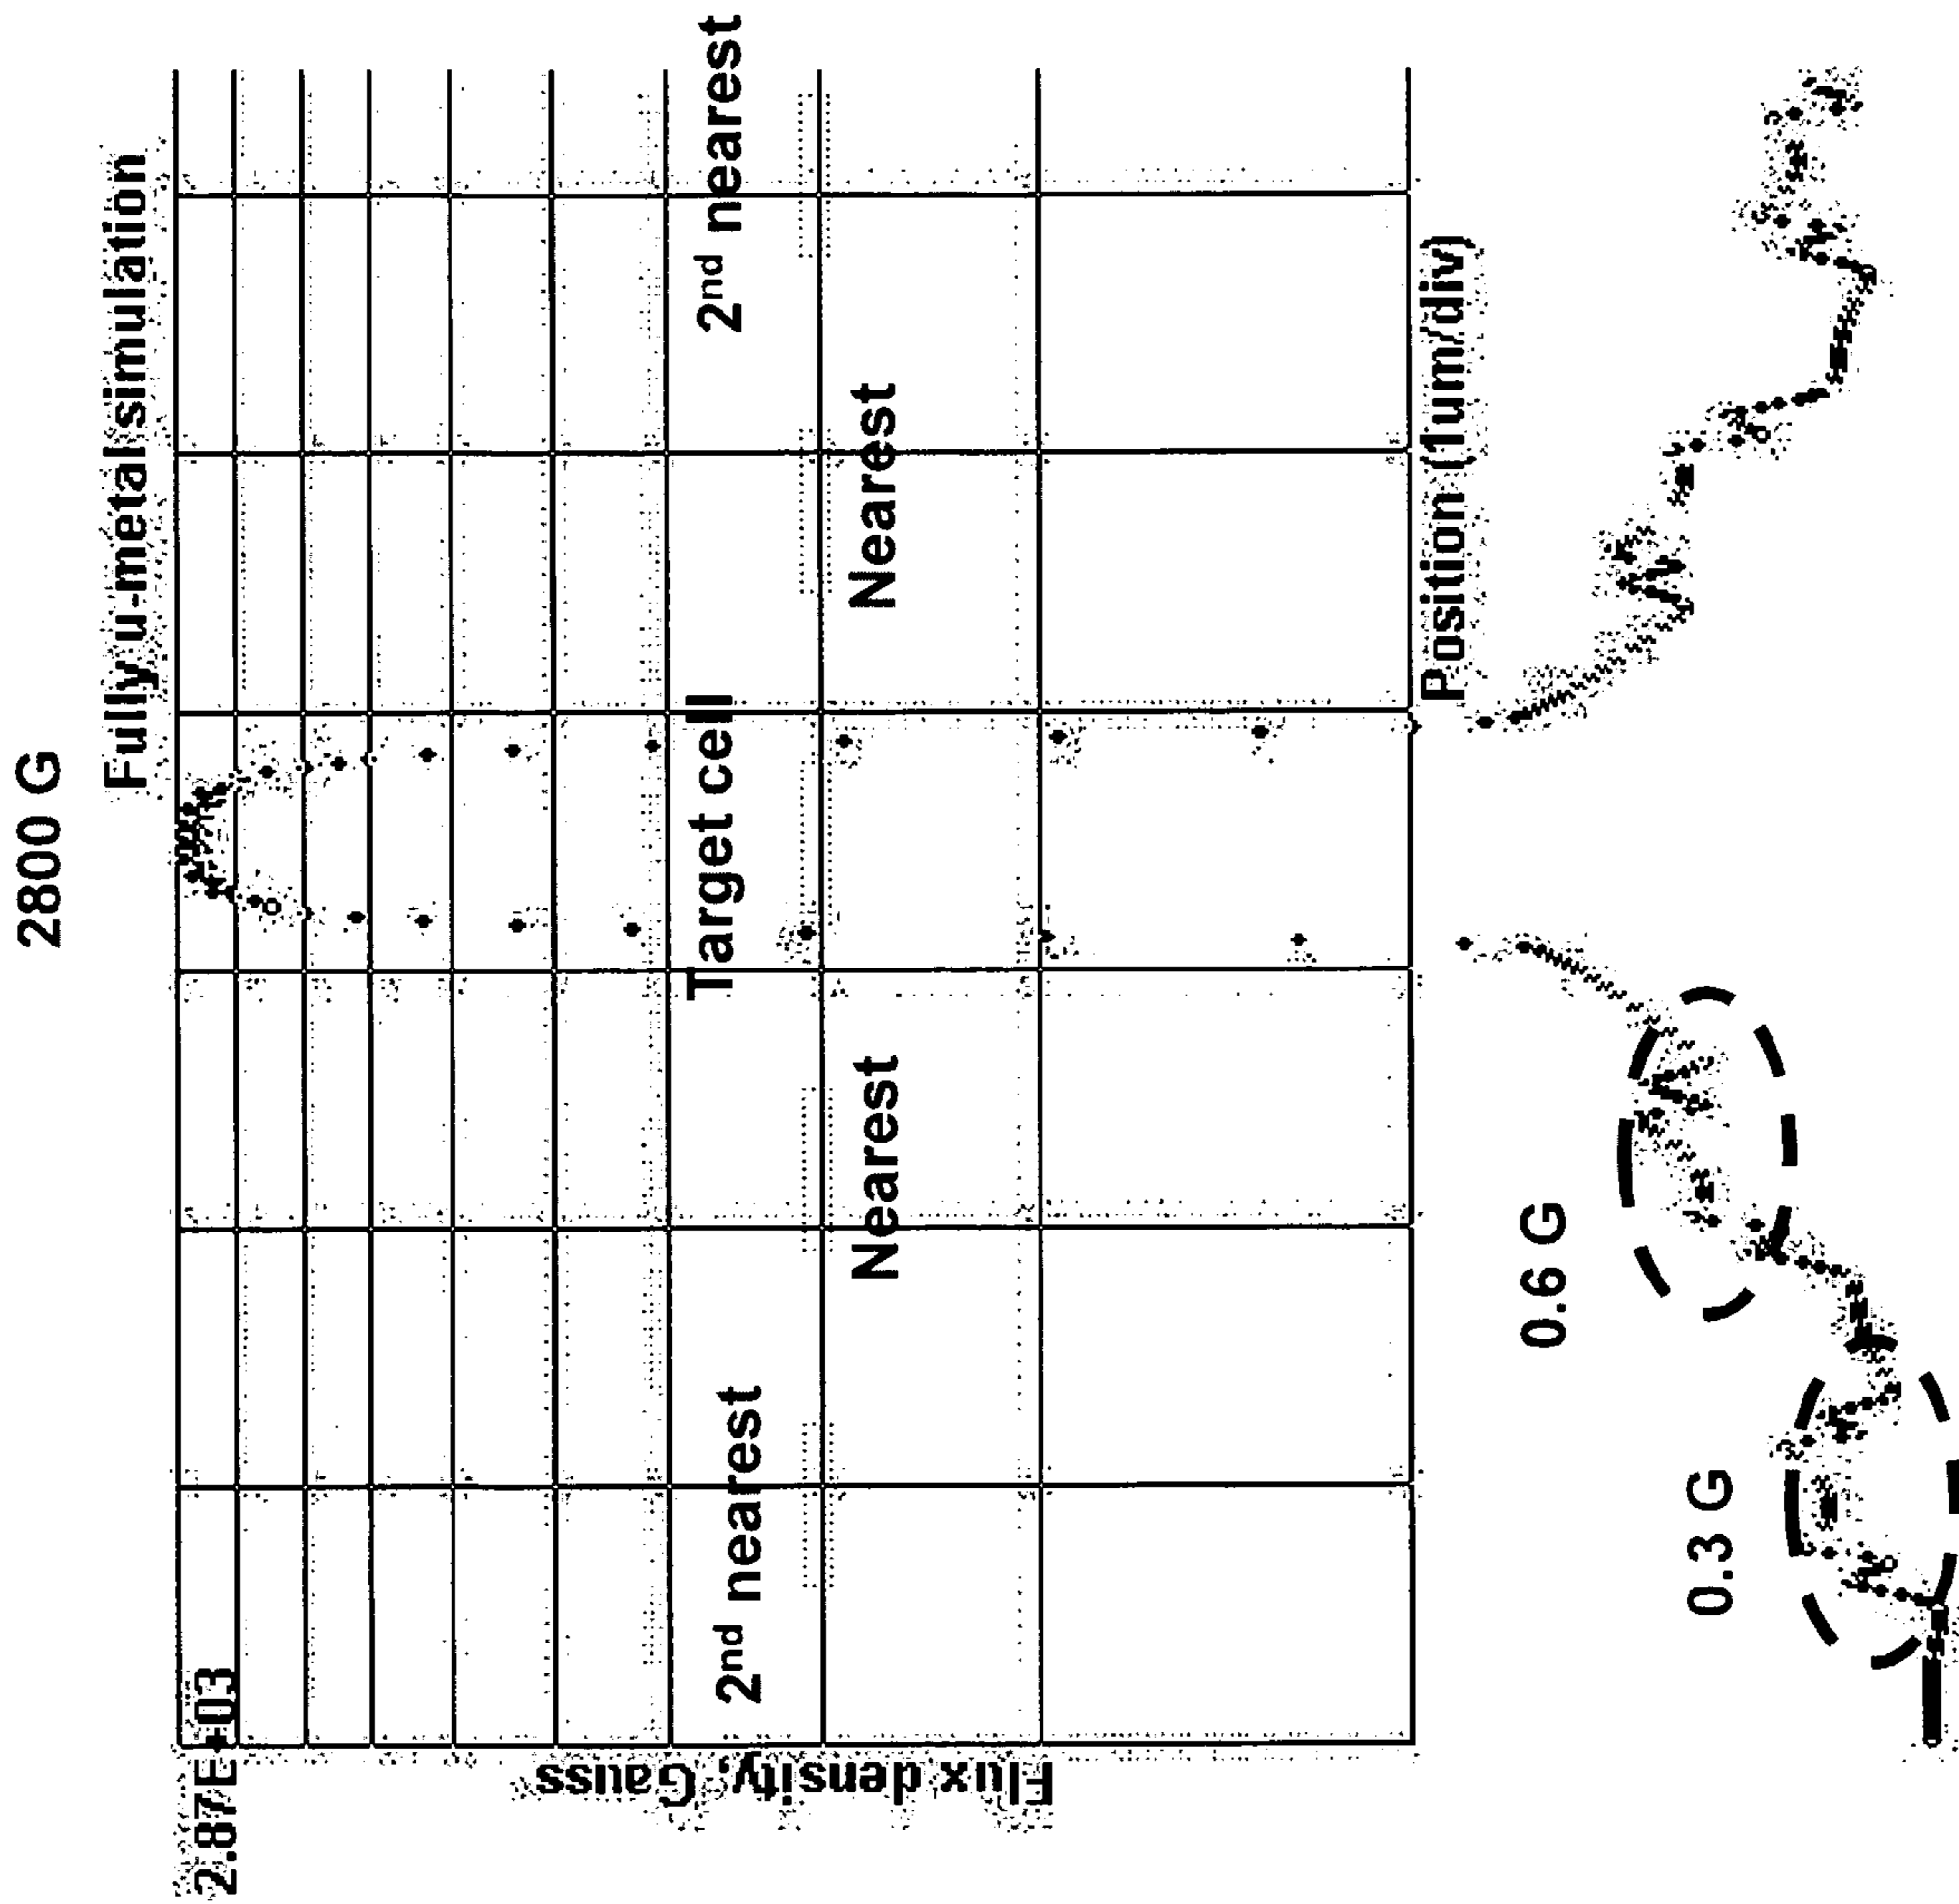 2800 G
Fully u-metal simulation
2.87E+03
Flux density, Gauss
2nd nearest
Nearest
Target cell
Nearest
2nd nearest
Position (1um/div)
0.6 G
0.3 G